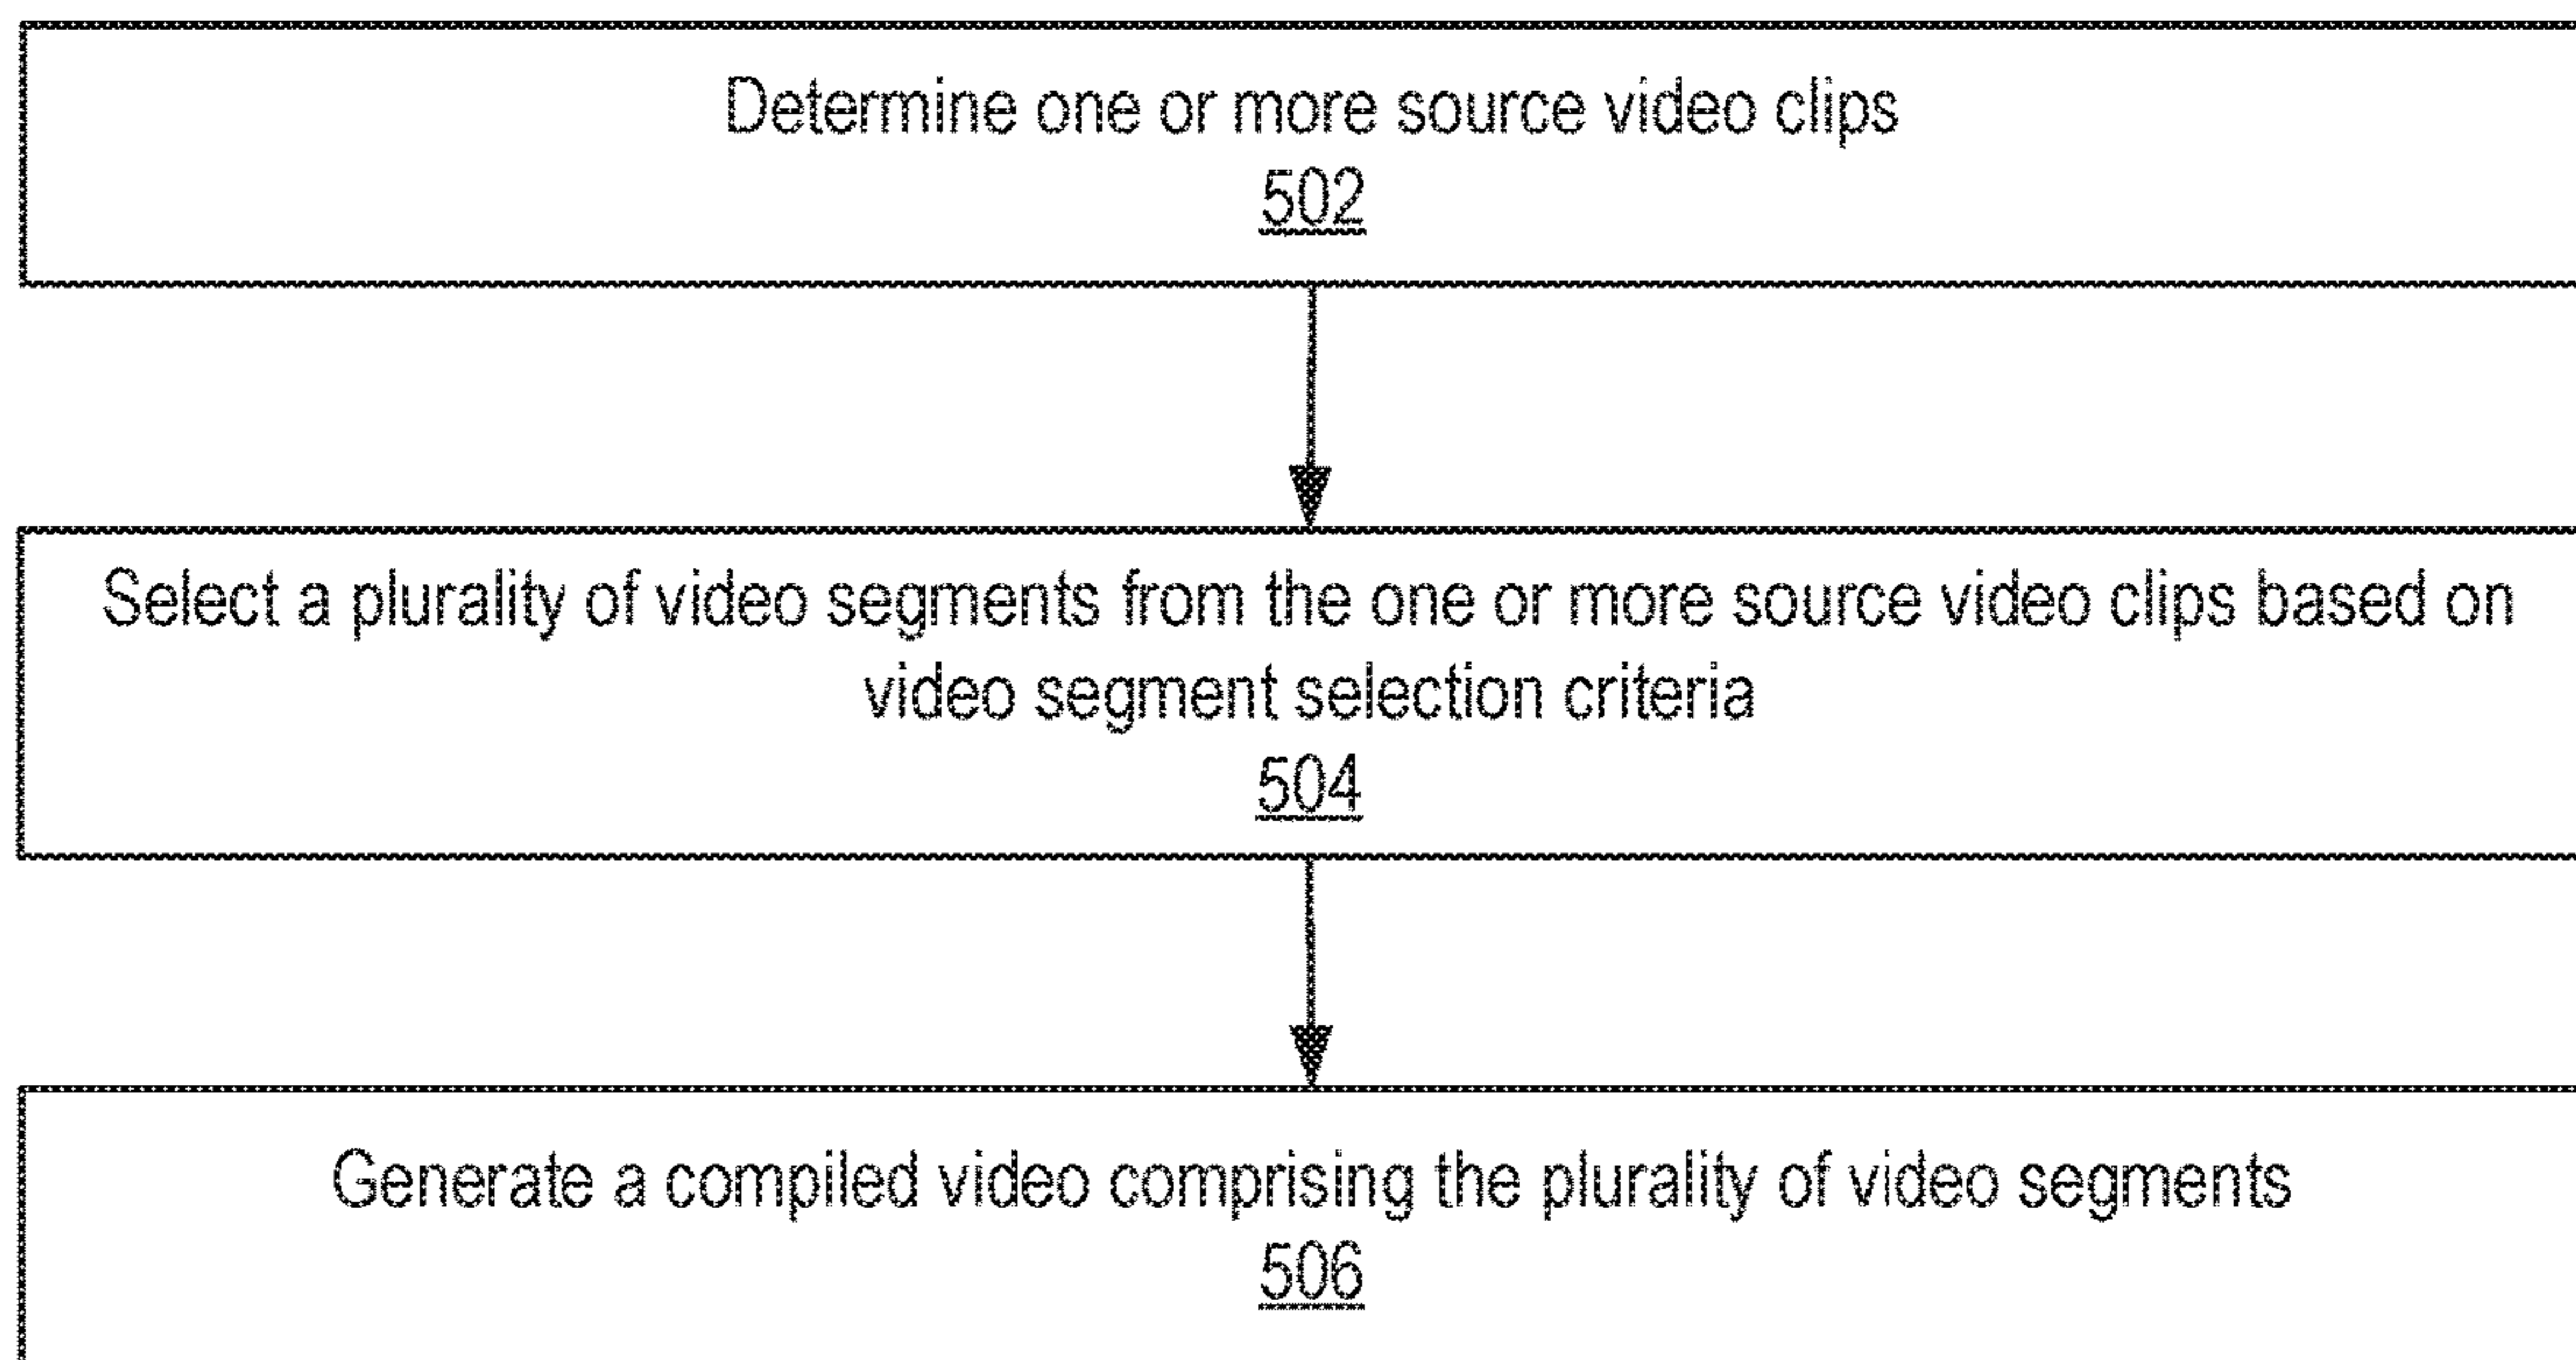 Determine one or more source video clips
502
Select a plurality of video segments from the one or more source video clips based on
video segment selection criteria
504
Generate a compiled video comprising the plurality of video segments
506